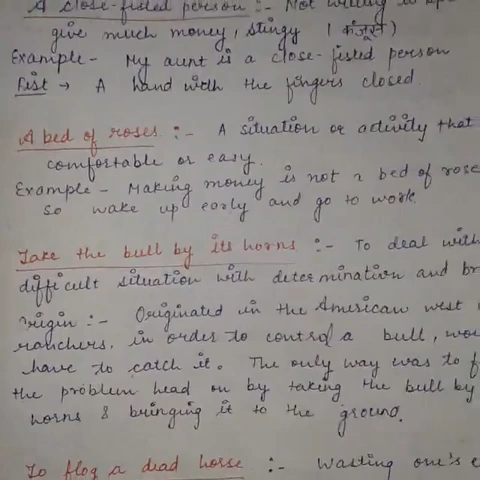 A close-fisted person :- Not willing to
give much money, stingy ( कंजूस )
Example- My aunt is a close-fisted person
Fist → A hand with the fingers closed.
A bed of roses :- A situation or activity that
comfortable or easy.
Example - Making money is not a bed of rose
so wake up early and go to work
Take the bull by its horns :- To deal with
difficult situation with determination and br
rigin :- Originated in the American west
ranchers, in order to control a bull, wou
have to catch it. The only way was to f
the problem head on by taking the bull by
horns & bringing it to the ground.
To flog a dead horse :- Wasting one's e